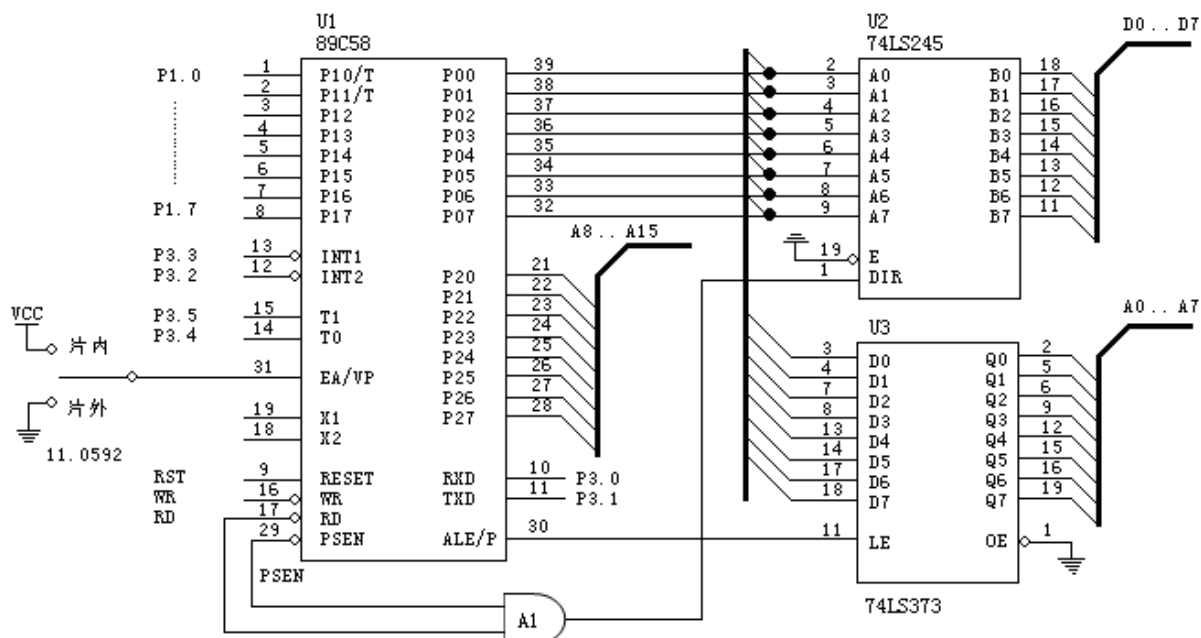 U1
89C58
P1.0
P1.7
P3.3
P3.2
P3.5
P3.4
VCC
片内
片外
11.0592
RST
WR
RD
1
2
3
4
5
6
7
8
13
12
15
14
31
19
18
9
16
17
29
P10/T
P11/T
P12
P13
P14
P15
P16
P17
INT1
INT2
T1
T0
EA/VP
X1
X2
RESET
WR
RD
PSEN
P00
P01
P02
P03
P04
P05
P06
P07
P20
P21
P22
P23
P24
P25
P26
P27
RXD
TXD
ALE/P
39
38
37
36
35
34
33
32
21
22
23
24
25
26
27
28
10
11
30
P3.0
P3.1
A8..A15
PSEN
A1
U2
74LS245
2
3
4
5
6
7
8
9
19
1
A0
A1
A2
A3
A4
A5
A6
A7
E
DIR
B0
B1
B2
B3
B4
B5
B6
B7
18
17
16
15
14
13
12
11
D0..D7
U3
3
4
7
8
13
14
17
18
11
D0
D1
D2
D3
D4
D5
D6
D7
LE
Q0
Q1
Q2
Q3
Q4
Q5
Q6
Q7
OE
2
5
6
9
12
15
16
19
1
A0..A7
74LS373